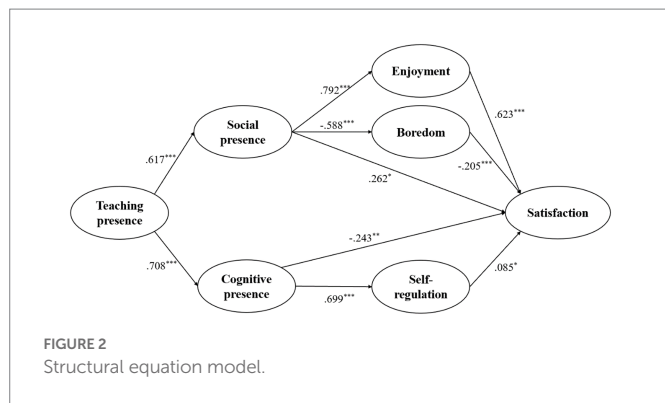 Enjoyment
.792***
.623***
Social
presence
-.588***
Boredom
.617***
-.205***
.262*
Teaching
presence
Satisfaction
-.243**
.708***
.085*
Cognitive
presence
.699***
Self-
regulation
FIGURE 2
Structural equation model.